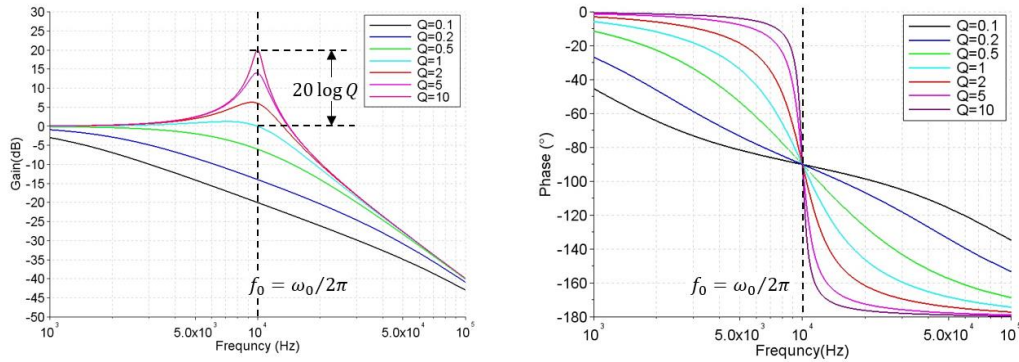 30
25
20
15
10
5
0
-5
-10
-15
-20
-25
-30
-35
-40
-45
-50
Gain(dB)
10³
5.0x10³
10⁴
5.0x10⁴
10⁵
Frequncy (Hz)
Q=0.1
Q=0.2
Q=0.5
Q=1
Q=2
Q=5
Q=10
20 log Q
f₀ = ω₀/2π
0
-20
-40
-60
-80
-100
-120
-140
-160
-180
Phase (°)
10³
5.0x10³
10⁴
5.0x10⁴
10⁵
Frequncy(Hz)
Q=0.1
Q=0.2
Q=0.5
Q=1
Q=2
Q=5
Q=10
f₀ = ω₀/2π